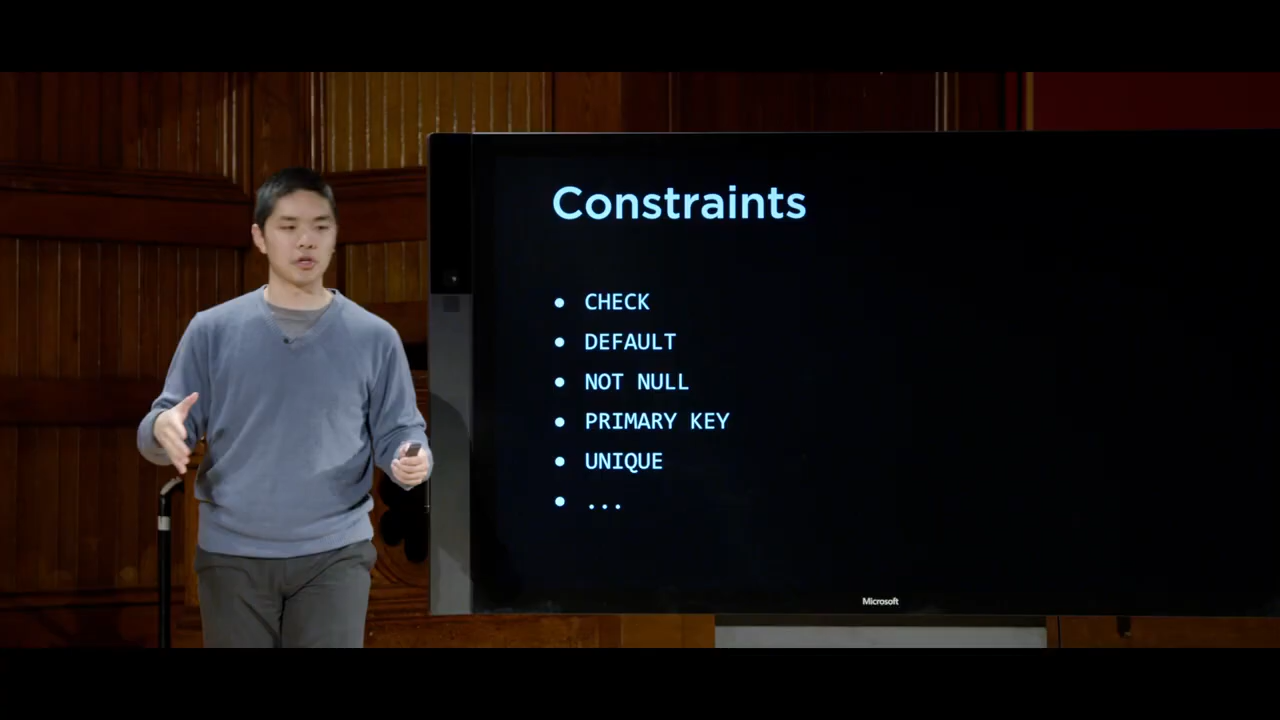 Constraints
• CHECK
• DEFAULT
• NOT NULL
• PRIMARY KEY
• UNIQUE
• ...
Microsoft